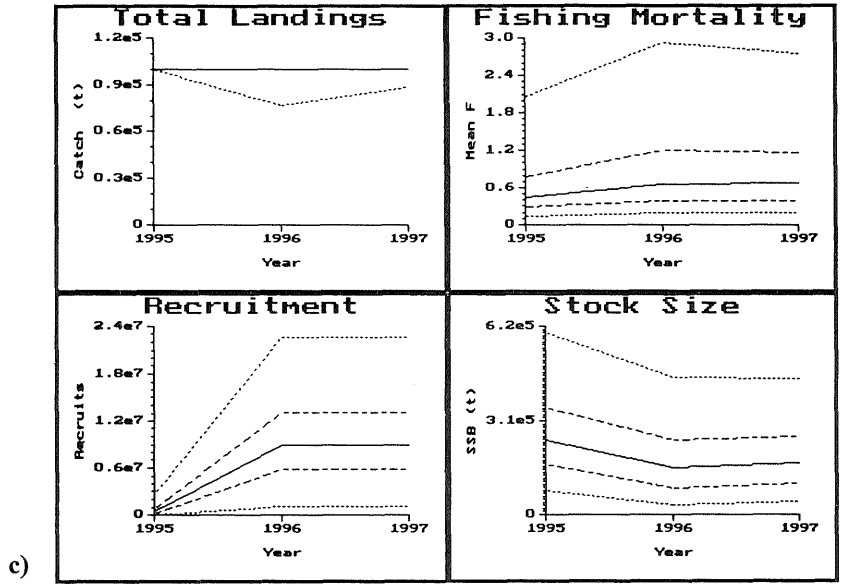 Total Landings
1.2e5
0.9e5
0.6e5
0.3e5
0
Catch (t)
1995 1996 1997
Year
Fishing Mortality
3.0
2.4
1.8
1.2
0.6
0
Mean F
1995 1996 1997
Year
Recruitment
2.4e7
1.8e7
1.2e7
0.6e7
0
Recruits
1995 1996 1997
Year
Stock Size
6.2e5
3.1e5
0
SSB (t)
1995 1996 1997
Year
c)